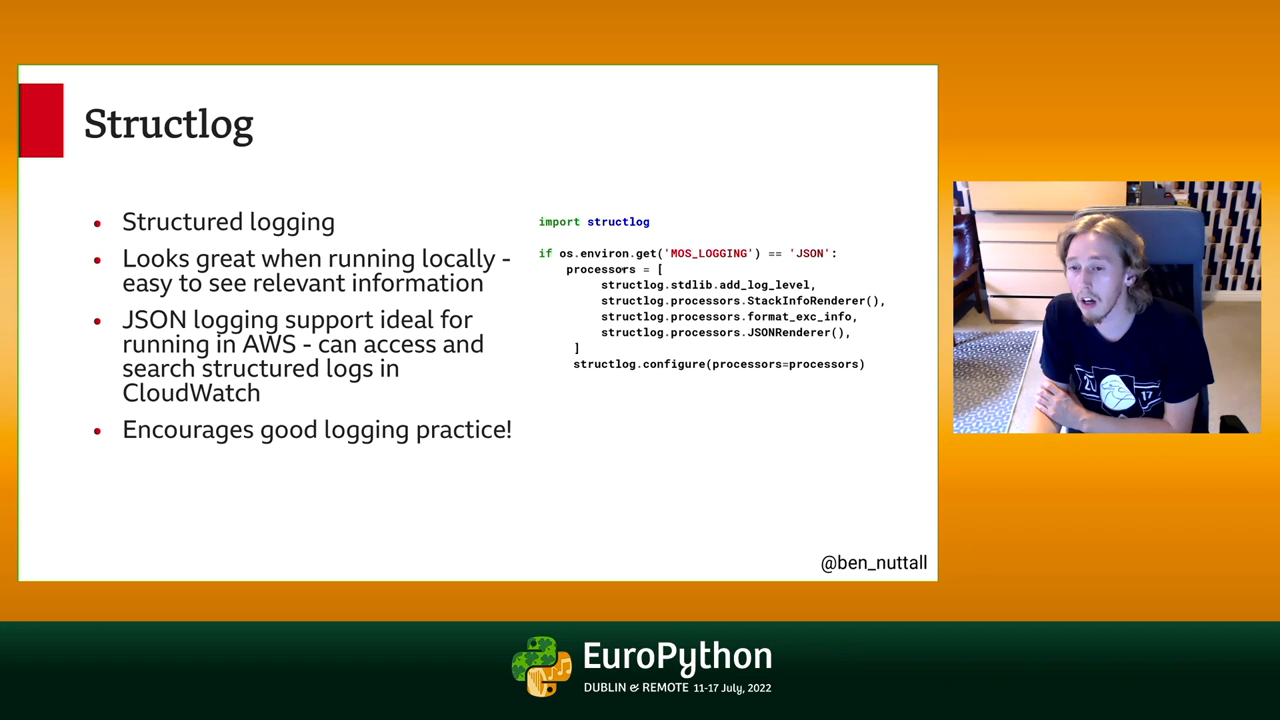 Structlog
• Structured logging
• Looks great when running locally -
easy to see relevant information
• JSON logging support ideal for
running in AWS - can access and
search structured logs in
CloudWatch
• Encourages good logging practice!
import structlog
if os.environ.get('MOS_LOGGING') == 'JSON':
processors = [
structlog.stdlib.add_log_level,
structlog.processors.StackInfoRenderer(),
structlog.processors.format_exc_info,
structlog.processors.JSONRenderer(),
]
structlog.configure(processors=processors)
@ben_nuttall
20 17
EuroPython
DUBLIN & REMOTE 11-17 July, 2022